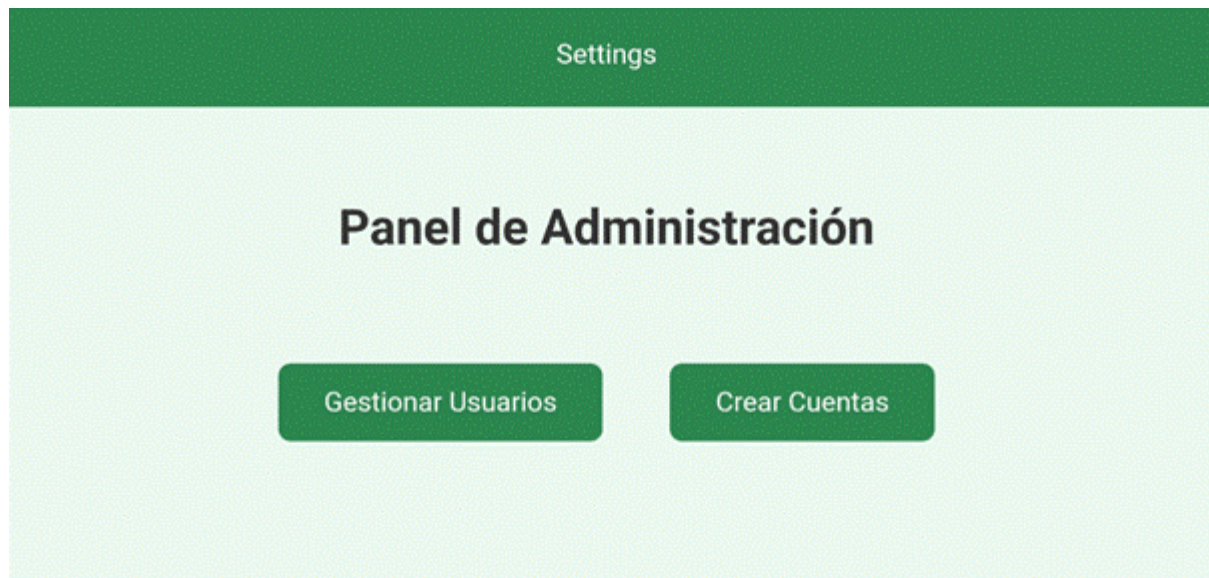 Settings
Panel de Administración
Gestionar Usuarios
Crear Cuentas